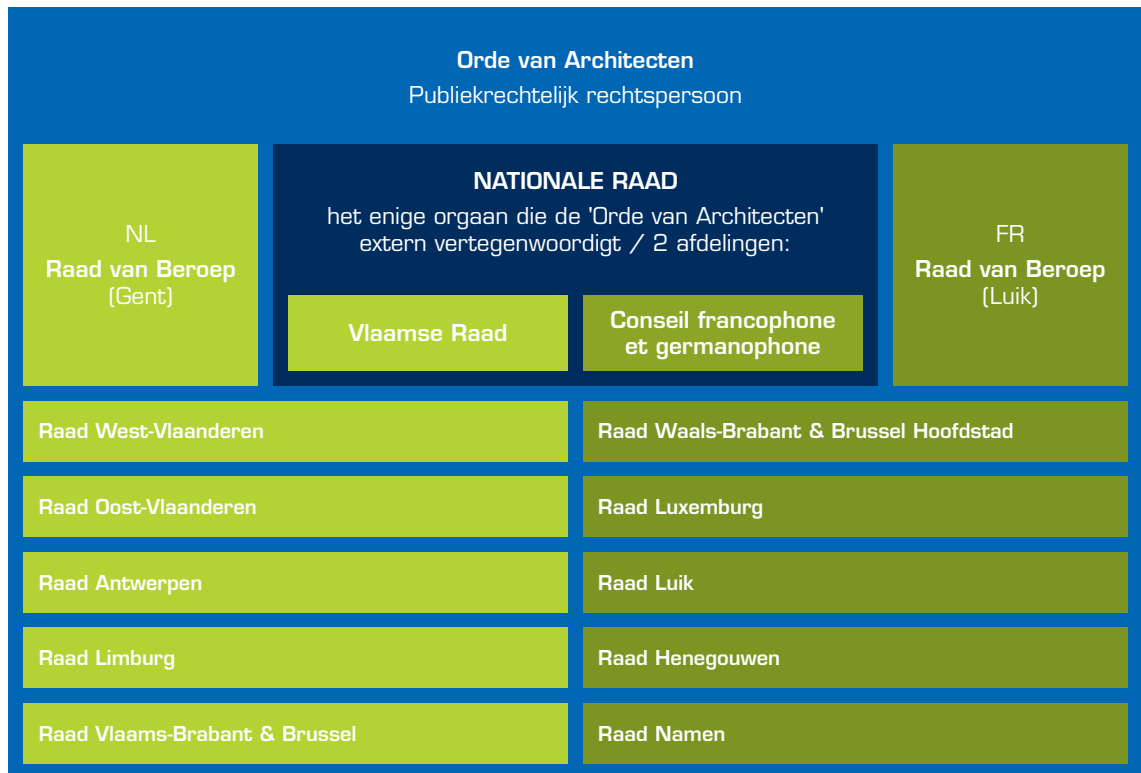 Orde van Architecten
Publiekrechtelijk rechtspersoon
NL
Raad van Beroep
(Gent)
NATIONALE RAAD
het enige orgaan die de 'Orde van Architecten'
extern vertegenwoordigt / 2 afdelingen:
Vlaamse Raad
Conseil francophone
et germanophone
FR
Raad van Beroep
(Luik)
Raad West-Vlaanderen
Raad Oost-Vlaanderen
Raad Antwerpen
Raad Limburg
Raad Vlaams-Brabant & Brussel
Raad Waals-Brabant & Brussel Hoofdstad
Raad Luxemburg
Raad Luik
Raad Henegouwen
Raad Namen